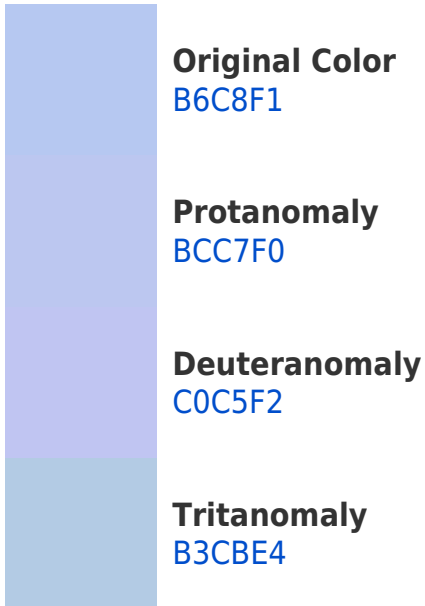 Original Color
B6C8F1
Protanomaly
BCC7F0
Deuteranomaly
C0C5F2
Tritanomaly
B3CBE4